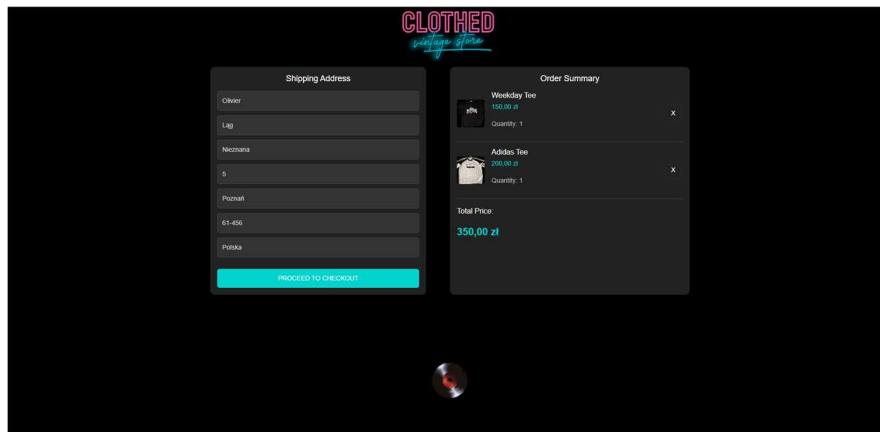 CLOTHED
vintage store
Shipping Address
Olivier
Ląg
Nieznana
5
Poznań
61-456
Polska
PROCEED TO CHECKOUT
Order Summary
Weekday Tee
150,00 zł
Quantity: 1
X
Adidas Tee
200,00 zł
Quantity: 1
X
Total Price:
350,00 zł